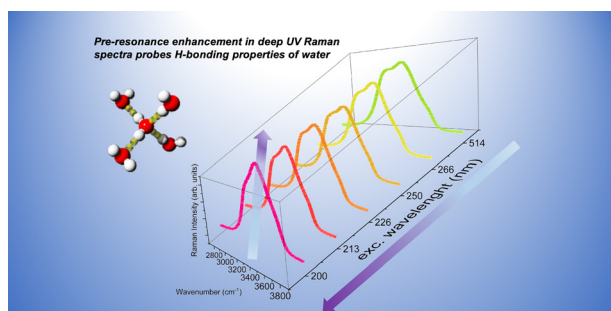 Pre-resonance enhancement in deep UV Raman
spectra probes H-bonding properties of water
Raman Intensity (arb. units)
2800
3000
3200
3400
3600
3800
Wavenumber (cm⁻¹)
200
213
226
250
266
514
exc. wavelenght (nm)